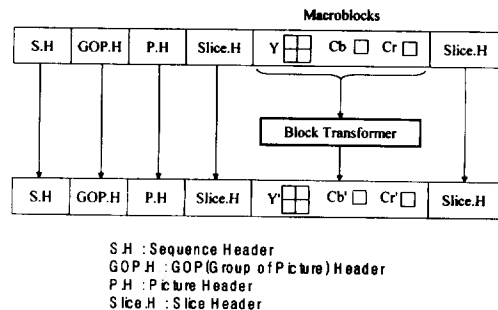 Macroblocks
S.H GOP.H P.H Slice.H Y Cb Cr Slice.H
Block Transformer
S.H GOP.H P.H Slice.H Y' Cb' Cr' Slice.H
S.H : Sequence Header
GOP.H : GOP(Group of Picture) Header
P.H : Picture Header
Slice.H : Slice Header